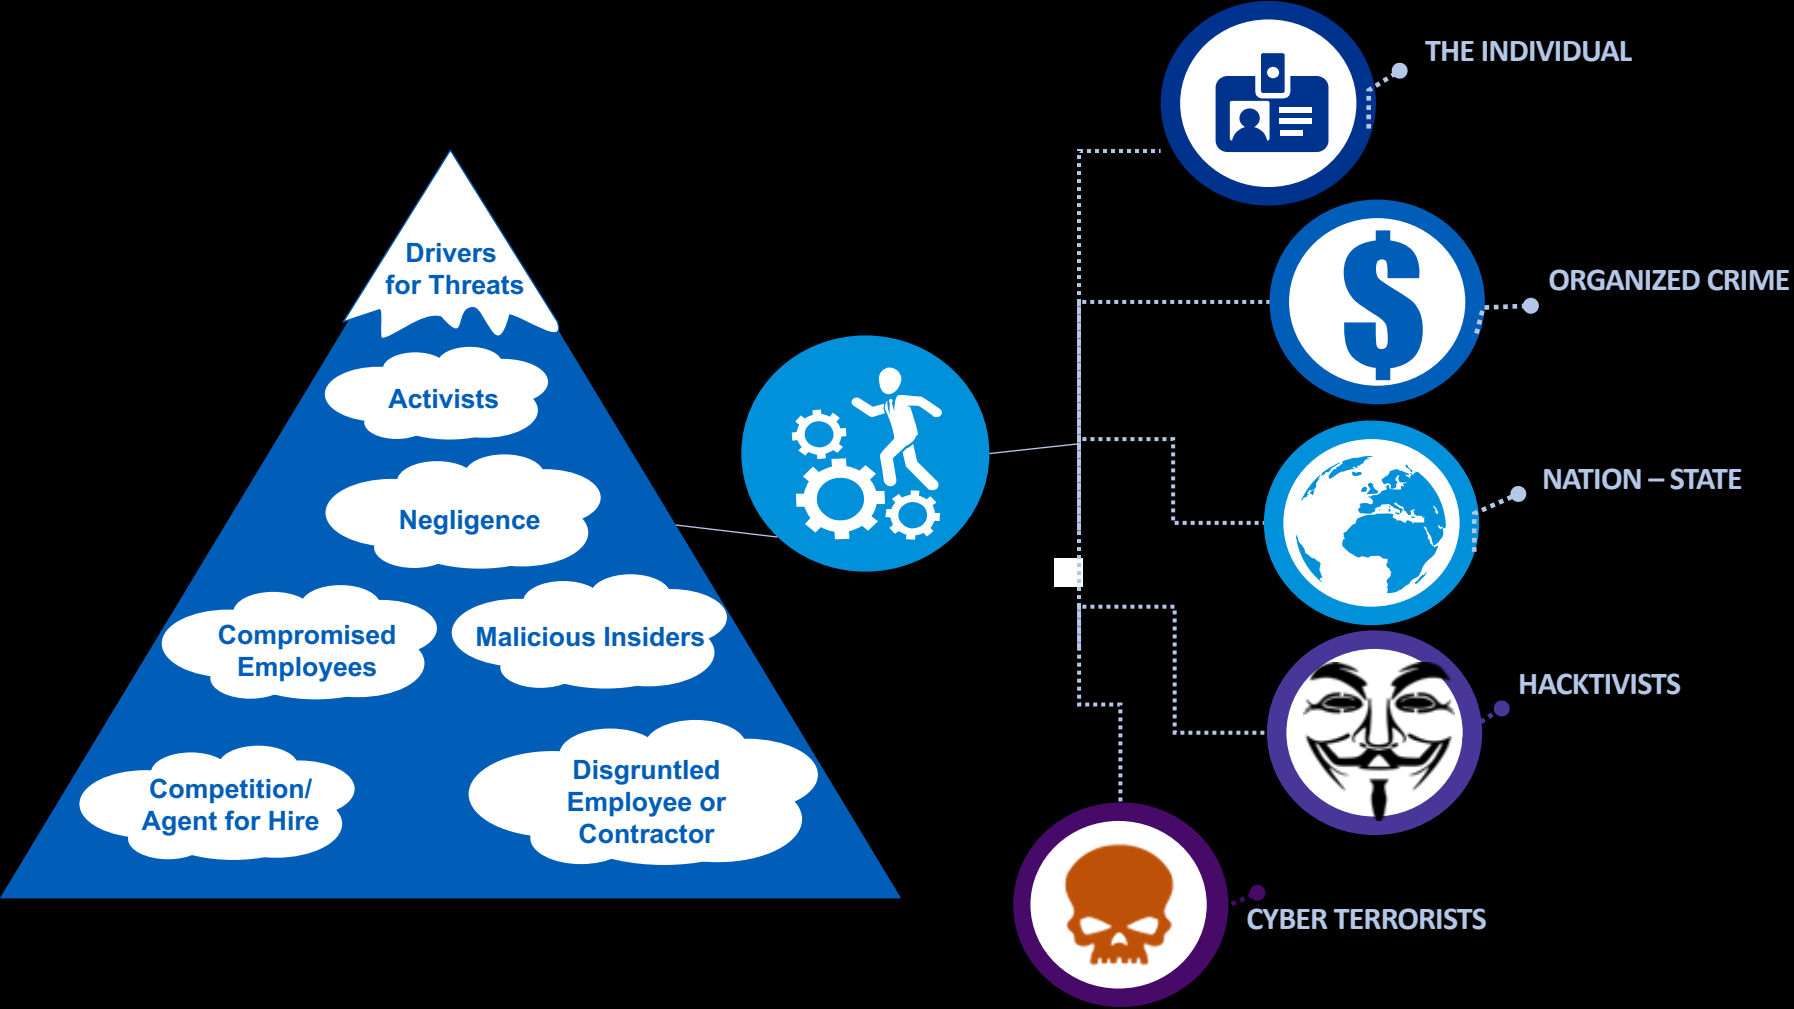 Drivers
for Threats
Activists
Negligence
Compromised
Employees
Malicious Insiders
Competition/
Agent for Hire
Disgruntled
Employee or
Contractor
THE INDIVIDUAL
$
ORGANIZED CRIME
NATION – STATE
HACKTIVISTS
CYBER TERRORISTS